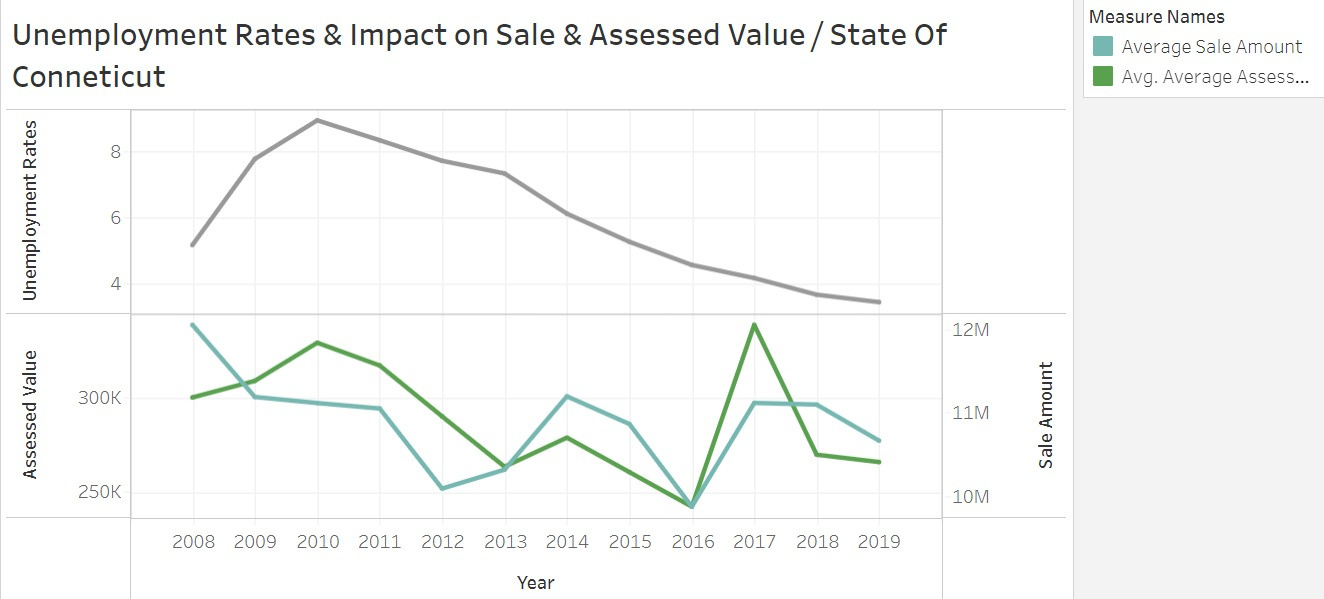 Unemployment Rates & Impact on Sale & Assessed Value / State Of
Conneticut
Measure Names
Average Sale Amount
Avg. Average Assess...
Unemployment Rates
8
6
4
Assessed Value
300K
250K
12M
11M
10M
Sale Amount
2008 2009 2010 2011 2012 2013 2014 2015 2016 2017 2018 2019
Year